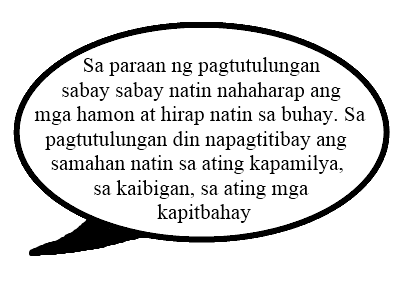 Sa paraan ng pagtutulungan
sabay sabay natin nahaharap ang
mga hamon at hirap natin sa buhay. Sa
pagtutulungan din napagtitibay ang
samahan natin sa ating kapamilya,
sa kaibigan, sa ating mga
kapitbahay